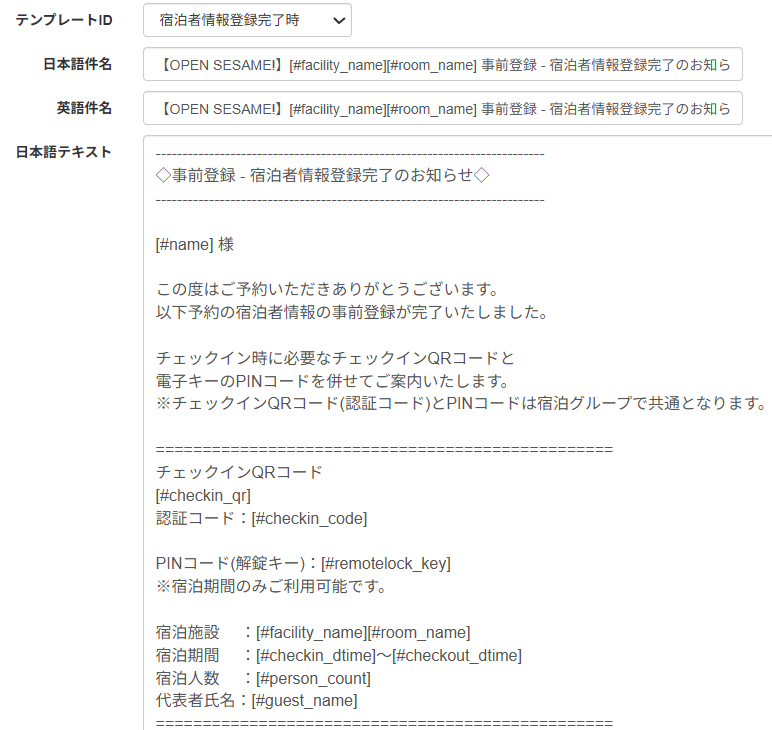 テンプレートID 宿泊者情報登録完了時
日本語件名 【OPEN SESAME!】[#facility_name][#room_name] 事前登録 - 宿泊者情報登録完了のお知ら
英語件名 【OPEN SESAME!】[#facility_name][#room_name] 事前登録 - 宿泊者情報登録完了のお知ら
日本語テキスト
--------------------------------------------------------------------------
◇事前登録 - 宿泊者情報登録完了のお知らせ◇
--------------------------------------------------------------------------
[#name] 様
この度はご予約いただきありがとうございます。
以下予約の宿泊者情報の事前登録が完了いたしました。
チェックイン時に必要なチェックインQRコードと
電子キーのPINコードを併せてご案内いたします。
※チェックインQRコード(認証コード)とPINコードは宿泊グループで共通となります。
=================================================
チェックインQRコード
[#checkin_qr]
認証コード：[#checkin_code]
PINコード(解錠キー)：[#remotelock_key]
※宿泊期間のみご利用可能です。
宿泊施設　：[#facility_name][#room_name]
宿泊期間　：[#checkin_dtime]～[#checkout_dtime]
宿泊人数　：[#person_count]
代表者氏名：[#guest_name]
=================================================